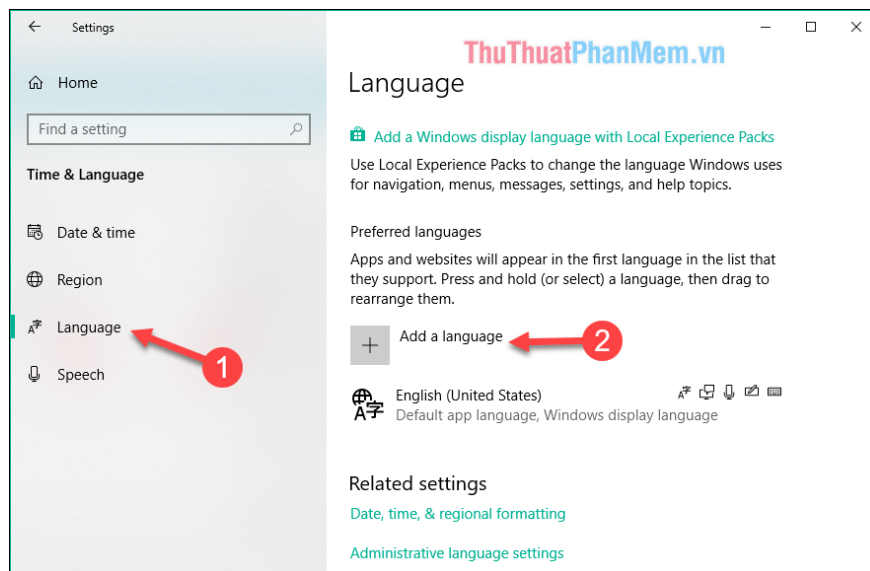 Settings
ThuThuatPhanMem.vn
Home
Find a setting
Time & Language
Date & time
Region
Language
1
Speech
Language
Add a Windows display language with Local Experience Packs
Use Local Experience Packs to change the language Windows uses
for navigation, menus, messages, settings, and help topics.
Preferred languages
Apps and websites will appear in the first language in the list that
they support. Press and hold (or select) a language, then drag to
rearrange them.
Add a language
2
A字
English (United States)
Default app language, Windows display language
Related settings
Date, time, & regional formatting
Administrative language settings